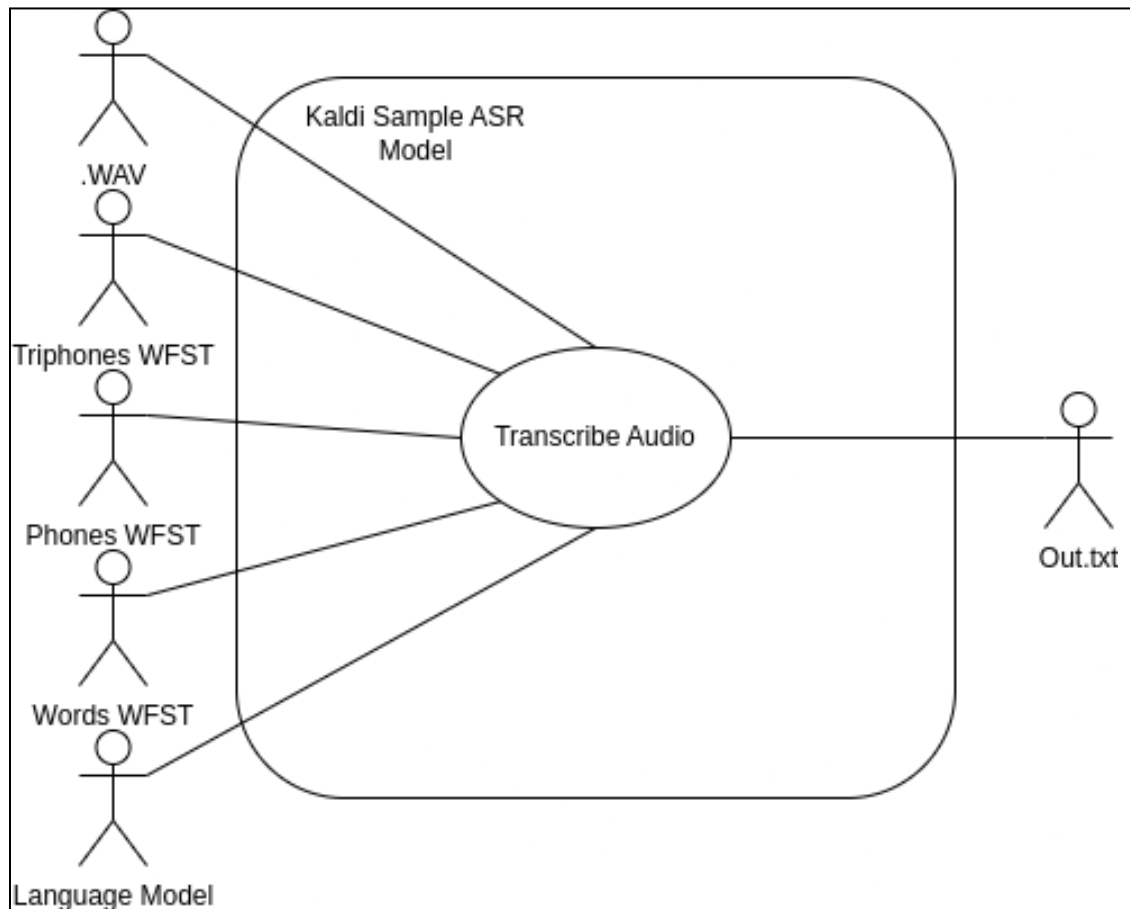 Kaldi Sample ASR
Model
.WAV
Triphones WFST
Phones WFST
Words WFST
Language Model
Transcribe Audio
Out.txt